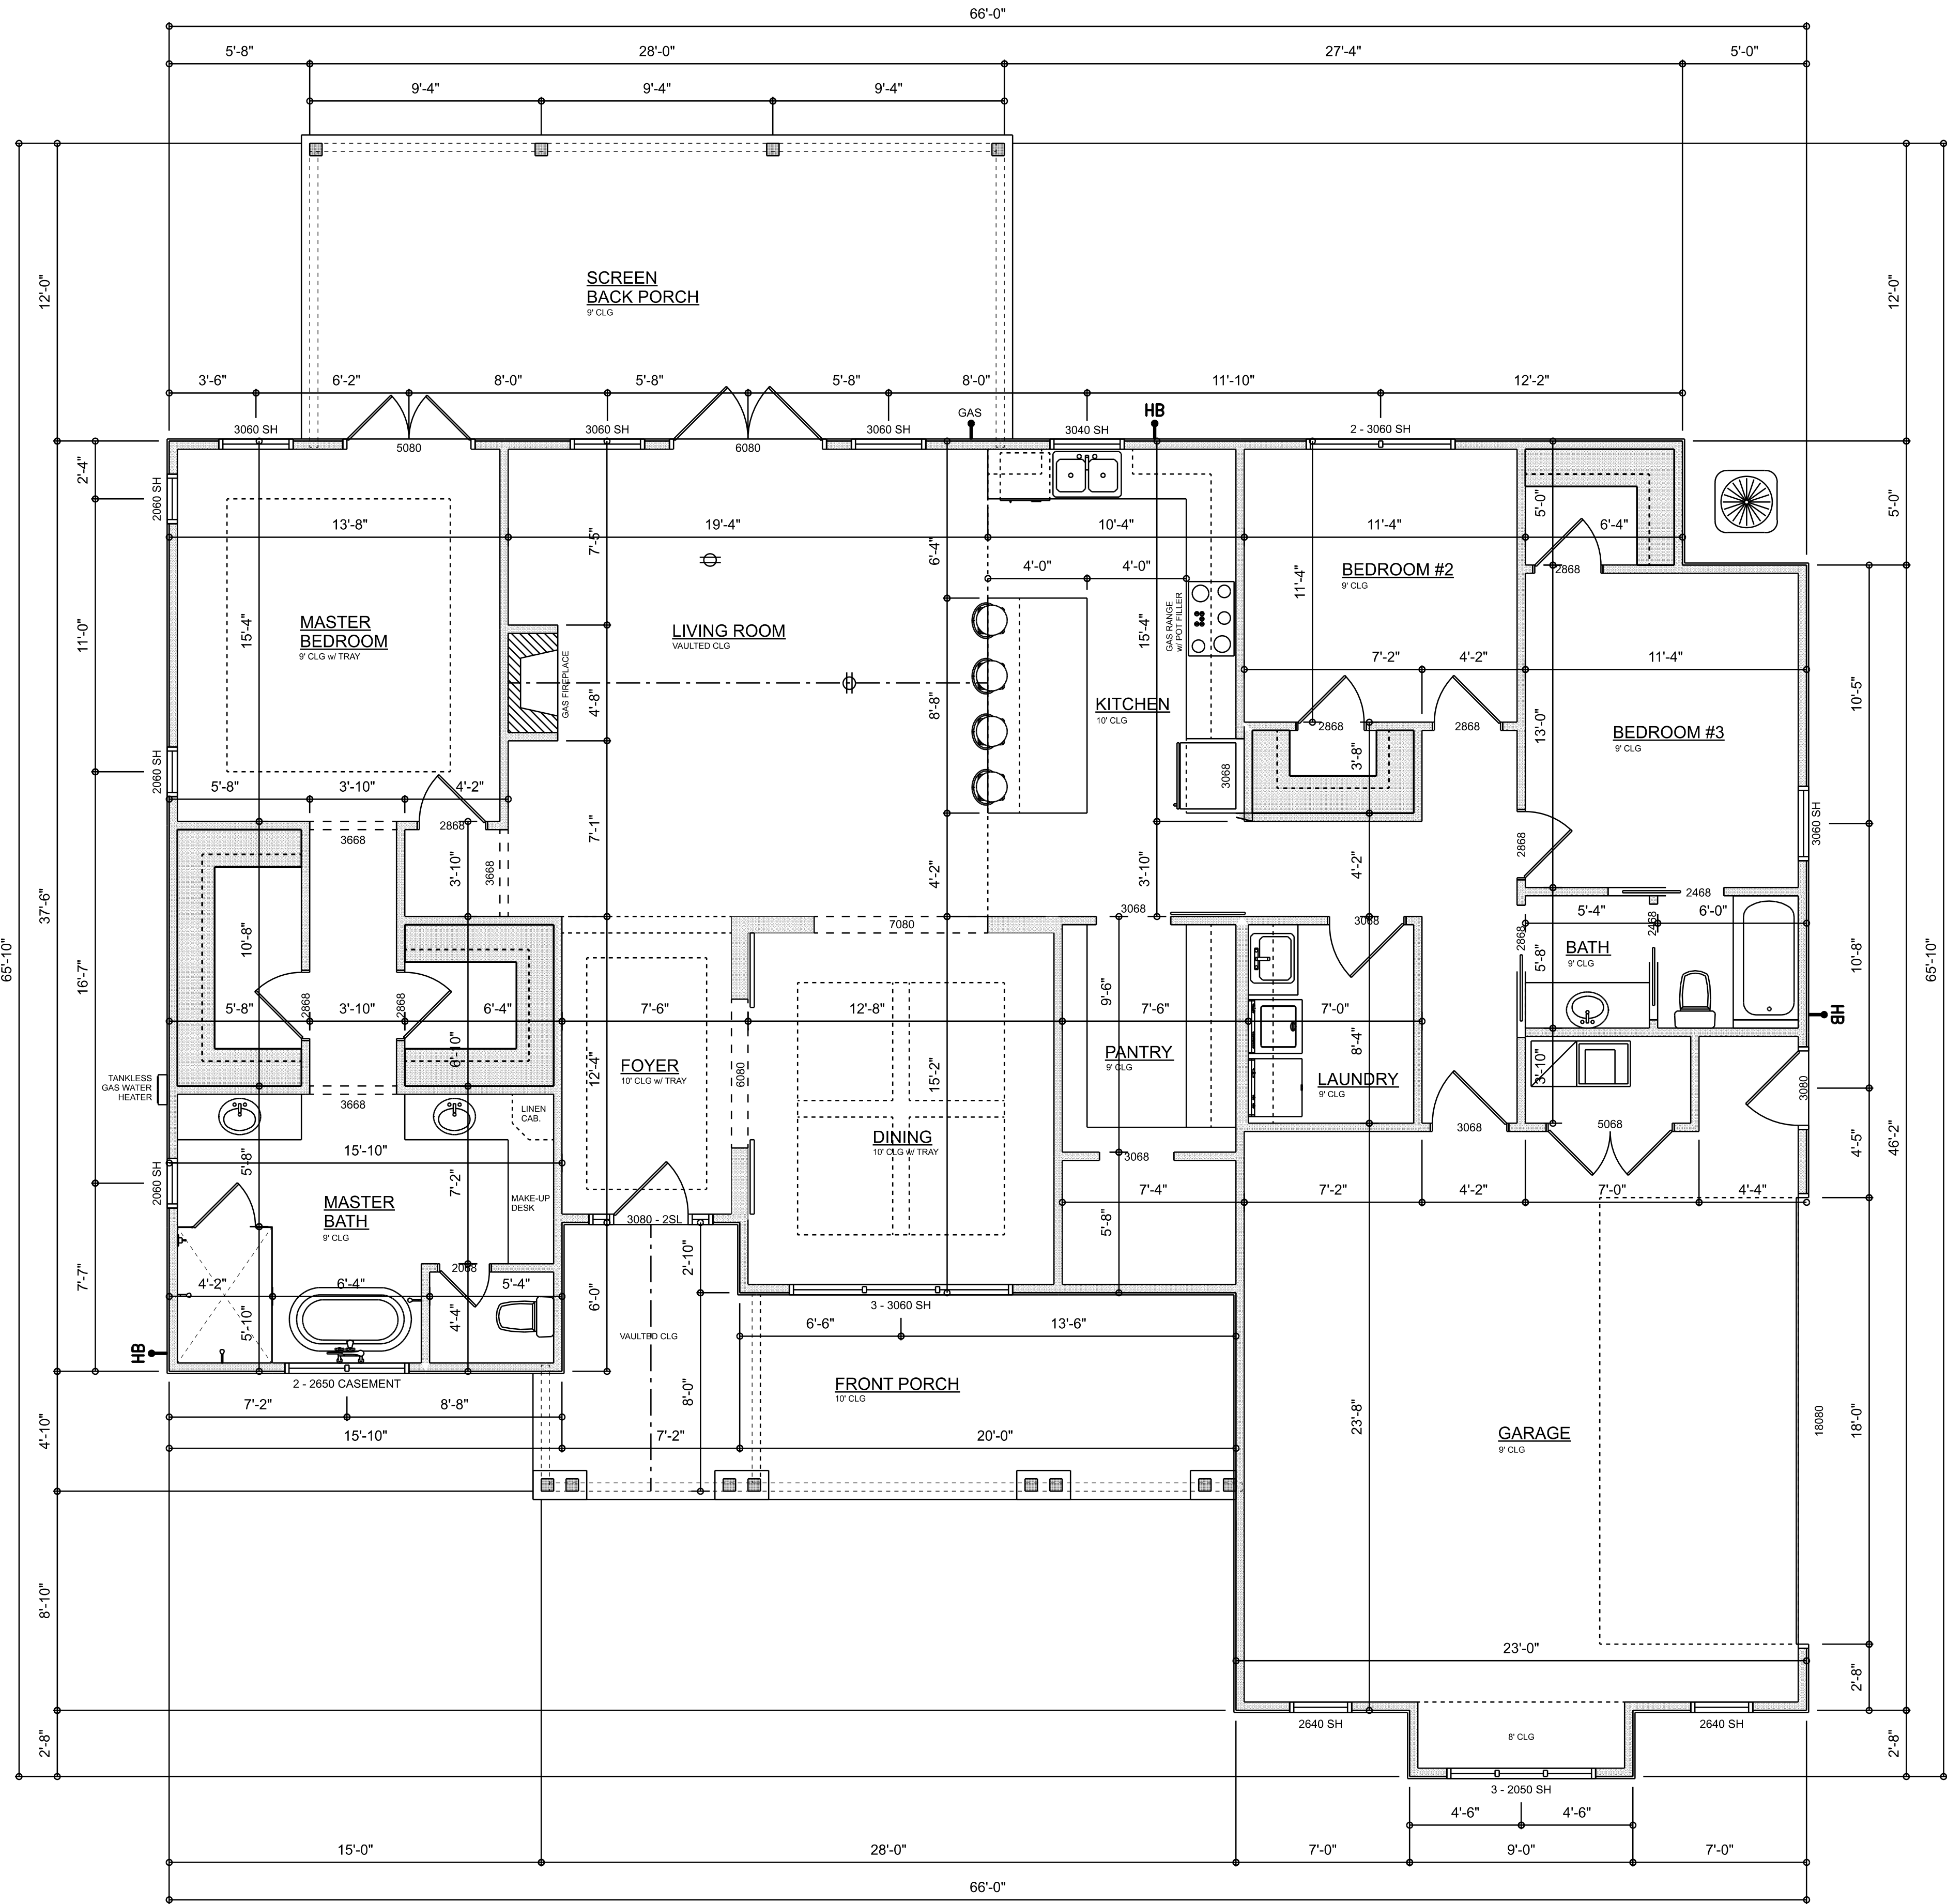 66'-0"
5'-8" 28'-0" 27'-4" 5'-0"
9'-4" 9'-4" 9'-4"
SCREEN
BACK PORCH
9' CLG
12'-0"
12'-0"
3'-6" 6'-2" 8'-0" 5'-8" 5'-8" 8'-0" 11'-10" 12'-2"
GAS
HB
3060 SH
5080
3060 SH
6080
3060 SH
3040 SH
2 - 3060 SH
2'-4"
2060 SH
13'-8" 19'-4" 10'-4" 11'-4" 6'-4"
7'-5"
6'-4"
5'-0"
5'-0"
2868
4'-0" 4'-0"
11'-4"
BEDROOM #2
9' CLG
MASTER
BEDROOM
9' CLG w/ TRAY
15'-4"
11'-0"
LIVING ROOM
VAULTED CLG
GAS FIREPLACE
4'-8"
8'-8"
15'-4"
GAS RANGE
w/ POT FILLER
KITCHEN
10' CLG
7'-2" 4'-2" 11'-4"
2868
2868
3'-8"
3068
13'-0"
BEDROOM #3
9' CLG
10'-5"
3060 SH
2060 SH
5'-8" 3'-10" 4'-2"
3668
2868
7'-1"
3'-10"
3668
4'-2"
3'-10"
4'-2"
2868
37'-6"
65'-10"
65'-10"
2468
5'-4" 6'-0"
2868
2468
BATH
9' CLG
5'-8"
10'-8"
HB
3068
7080
3068
10'-8"
16'-7"
5'-8" 3'-10" 6'-4" 7'-6" 12'-8" 7'-6" 7'-0"
2868
2868
6'-10"
9'-6"
FOYER
10' CLG w/ TRAY
12'-4"
6080
15'-2"
DINING
10' CLG w/ TRAY
PANTRY
9' CLG
LAUNDRY
9' CLG
8'-4"
3'-10"
3080
TANKLESS
GAS WATER
HEATER
3668
LINEN
CAB.
3068
5068
4'-5"
46'-2"
15'-10"
5'-8"
7'-2"
2060 SH
3068
7'-4" 7'-2" 4'-2" 7'-0" 4'-4"
MASTER
BATH
9' CLG
MAKE-UP
DESK
3080 - 2SL
2'-10"
5'-8"
2068
7'-7"
4'-2" 6'-4" 5'-4"
5'-10"
4'-4"
6'-0"
3 - 3060 SH
6'-6" 13'-6"
VAULTED CLG
HB
2 - 2650 CASEMENT
FRONT PORCH
10' CLG
8'-0"
7'-2" 8'-8"
15'-10" 7'-2" 20'-0"
4'-10"
23'-8"
GARAGE
9' CLG
18080
18'-0"
8'-10"
23'-0"
2'-8"
2640 SH
2640 SH
8' CLG
2'-8"
2'-8"
3 - 2050 SH
4'-6" 4'-6"
15'-0" 28'-0" 7'-0" 9'-0" 7'-0"
66'-0"